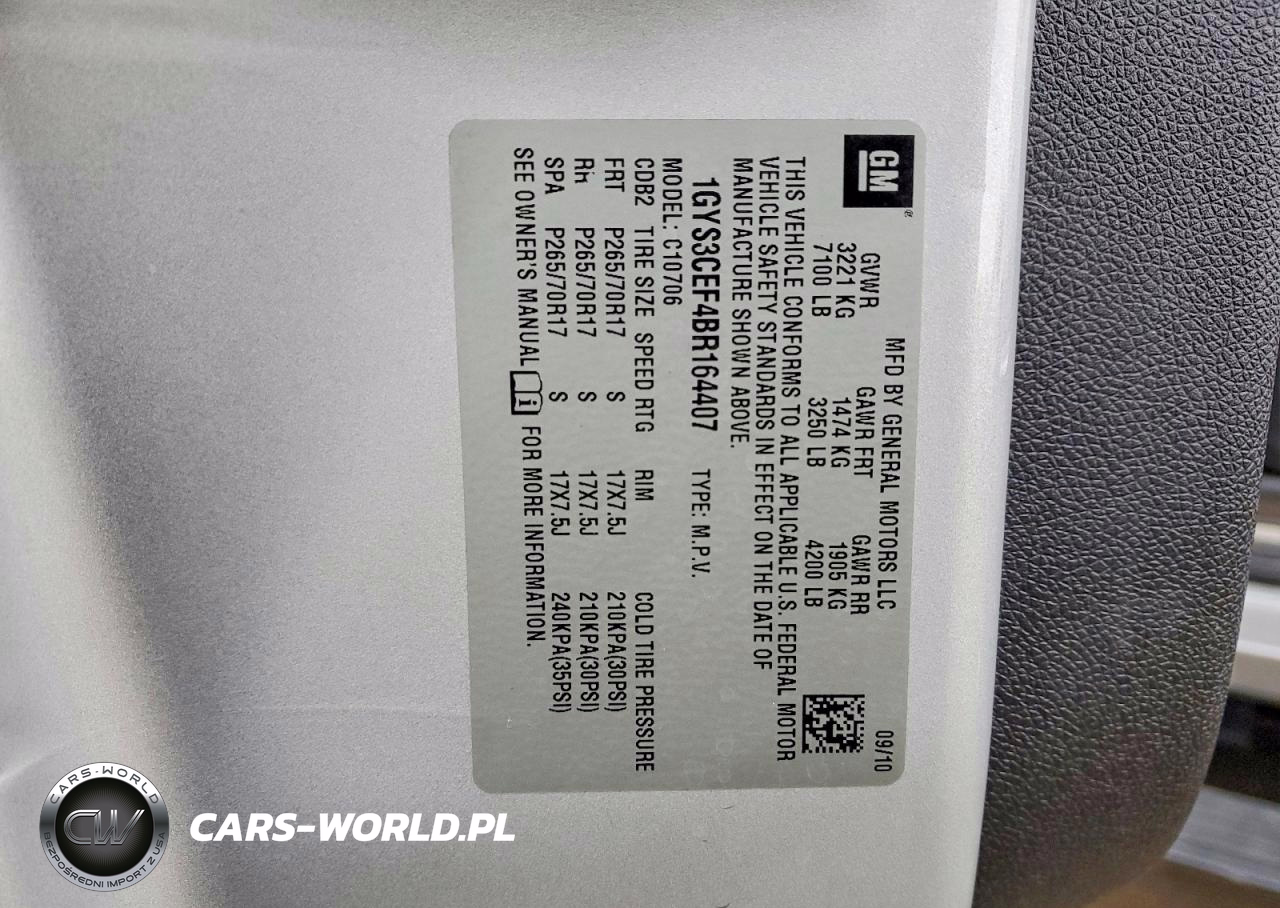 GM
MFD BY GENERAL MOTORS LLC 09/10
GVWR GAWR FRT GAWR RR
3221 KG 1474 KG 1905 KG
7100 LB 3250 LB 4200 LB
THIS VEHICLE CONFORMS TO ALL APPLICABLE U.S. FEDERAL MOTOR
VEHICLE SAFETY STANDARDS IN EFFECT ON THE DATE OF
MANUFACTURE SHOWN ABOVE.
1GYS3CEF4BR164407 TYPE: M.P.V.
MODEL: C10706
CDB2 TIRE SIZE SPEED RTG RIM COLD TIRE PRESSURE
FRT P265/70R17 S 17X7.5J 210KPA(30PSI)
RR P265/70R17 S 17X7.5J 210KPA(30PSI)
SPA P265/70R17 S 17X7.5J 240KPA(35PSI)
SEE OWNER'S MANUAL i FOR MORE INFORMATION.
CARS-WORLD
CW
BEZPOŚREDNI IMPORT Z USA
CARS-WORLD.PL